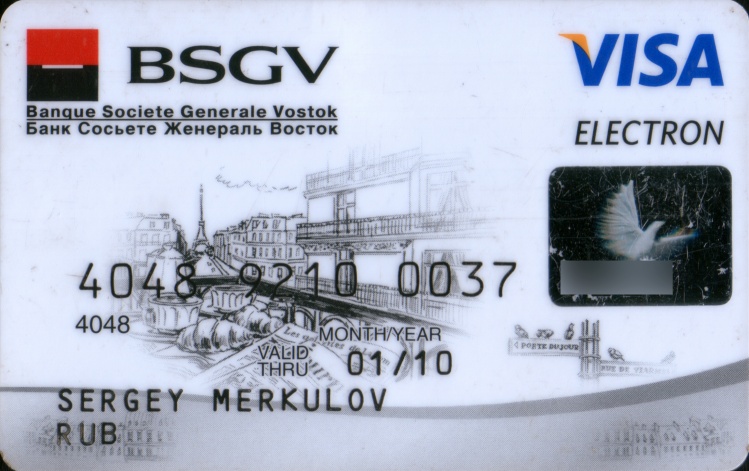 BSGV
VISA
Banque Societe Generale Vostok
Банк Сосьете Женераль Восток
ELECTRON
4048 9210 0037
4048
MONTH/YEAR
VALID
THRU 01/10
SERGEY MERKULOV
RUB